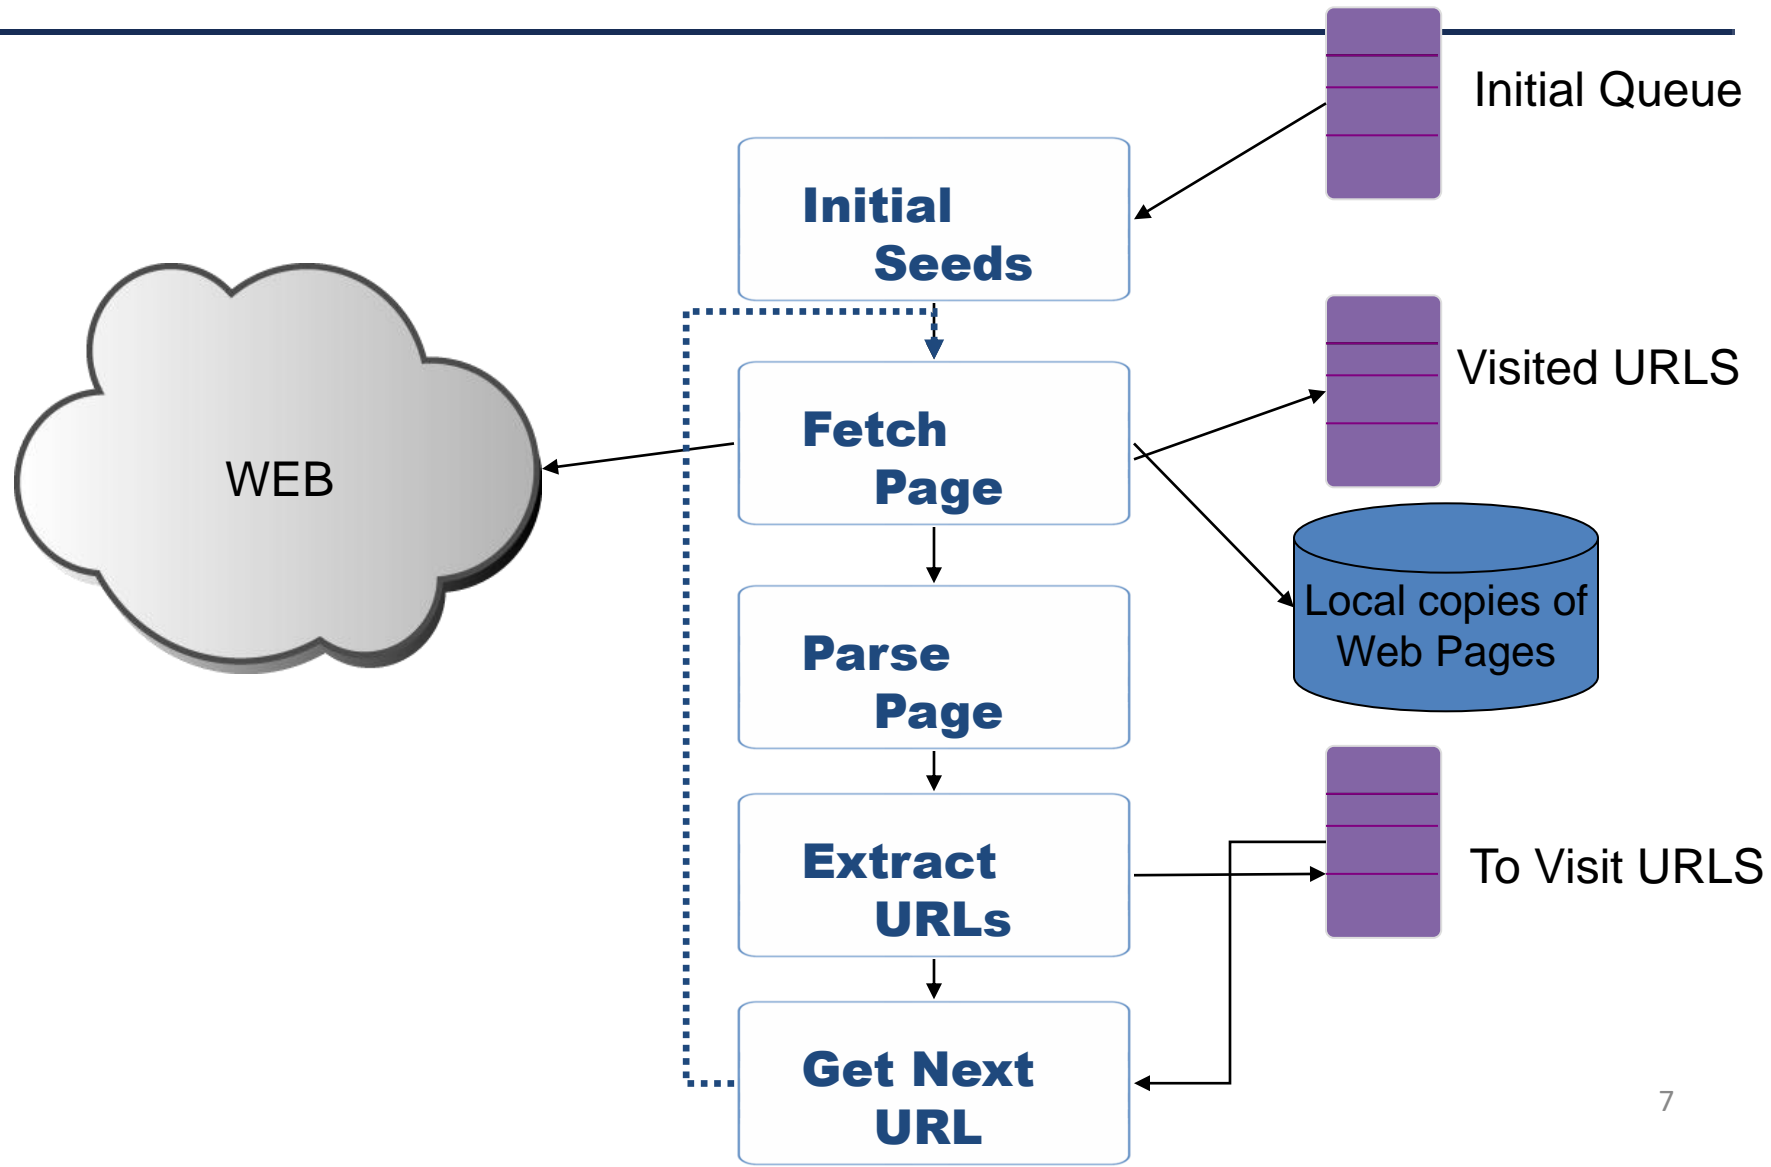 Initial Queue
Initial
Seeds
Visited URLS
Fetch
Page
WEB
Local copies of
Web Pages
Parse
Page
Extract
URLs
To Visit URLS
Get Next
URL
7